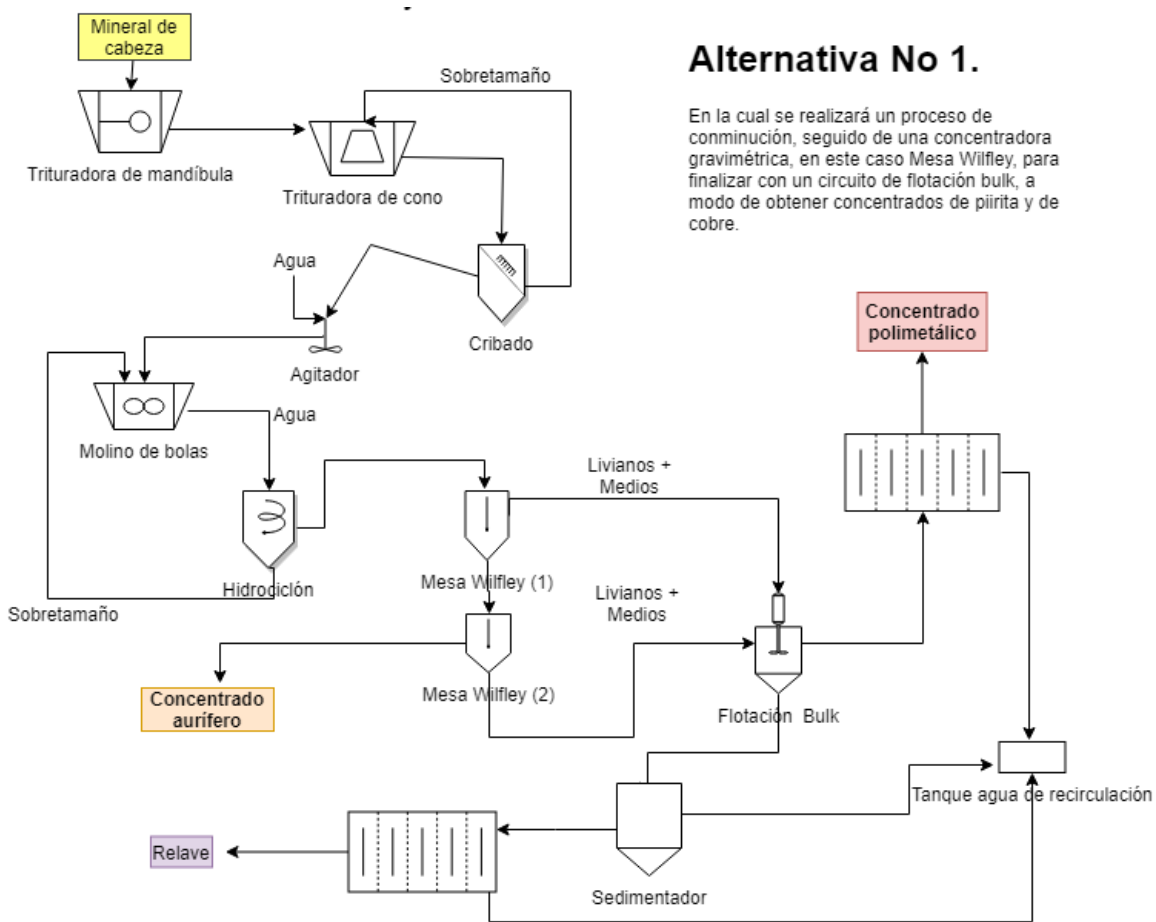 Mineral de
cabeza
Alternativa No 1.
Sobretamaño
En la cual se realizará un proceso de
conminución, seguido de una concentradora
gravimétrica, en este caso Mesa Wilfley, para
finalizar con un circuito de flotación bulk, a
modo de obtener concentrados de piirita y de
cobre.
Trituradora de mandíbula
Trituradora de cono
Agua
Concentrado
polimetálico
Cribado
Agitador
Agua
Molino de bolas
Livianos +
Medios
Hidrociclón
Mesa Wilfley (1)
Livianos +
Medios
Sobretamaño
Concentrado
aurífero
Mesa Wilfley (2)
Flotación Bulk
Tanque agua de recirculación
Relave
Sedimentador